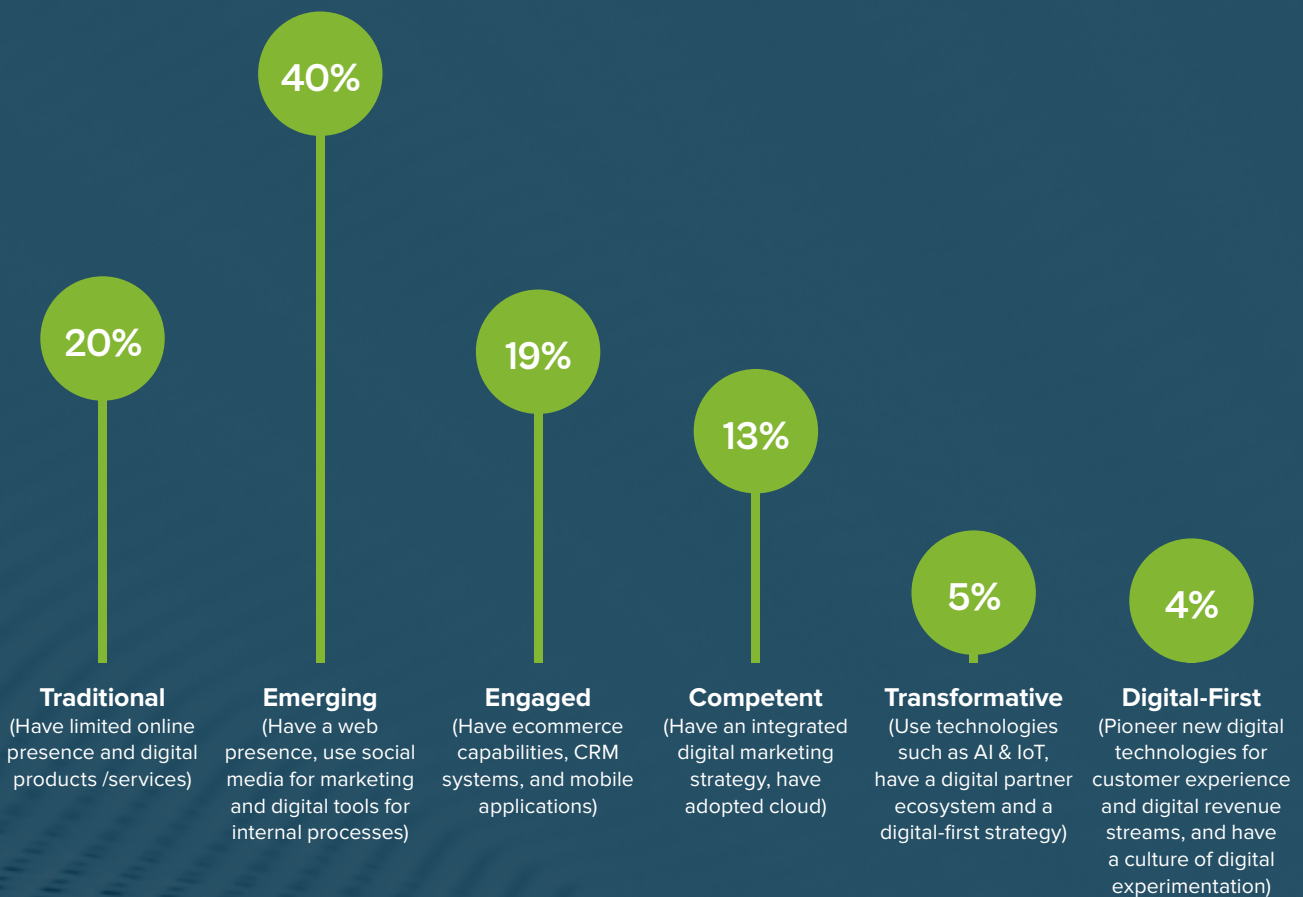 40%
20%
19%
13%
5%
4%
Traditional
(Have limited online
presence and digital
products /services)
Emerging
(Have a web
presence, use social
media for marketing
and digital tools for
internal processes)
Engaged
(Have ecommerce
capabilities, CRM
systems, and mobile
applications)
Competent
(Have an integrated
digital marketing
strategy, have
adopted cloud)
Transformative
(Use technologies
such as AI & IoT,
have a digital partner
ecosystem and a
digital-first strategy)
Digital-First
(Pioneer new digital
technologies for
customer experience
and digital revenue
streams, and have
a culture of digital
experimentation)